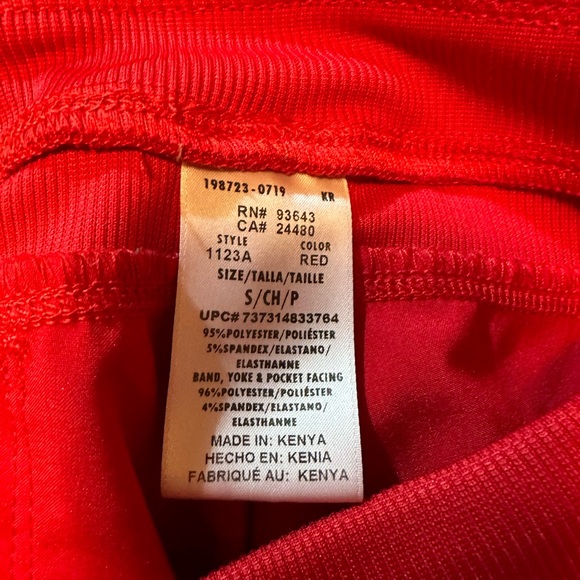 198723-0719 KR
RN# 93643
CA# 24480
STYLE COLOR
1123A RED
SIZE/TALLA/TAILLE
S/CH/P
UPC# 737314833764
95%POLYESTER/POLIÉSTER
5%SPANDEX/ELASTANO/
ELASTHANNE
BAND, YOKE & POCKET FACING
96%POLYESTER/POLIÉSTER
4%SPANDEX/ELASTANO/
ELASTHANNE
MADE IN: KENYA
HECHO EN: KENIA
FABRIQUÉ AU: KENYA